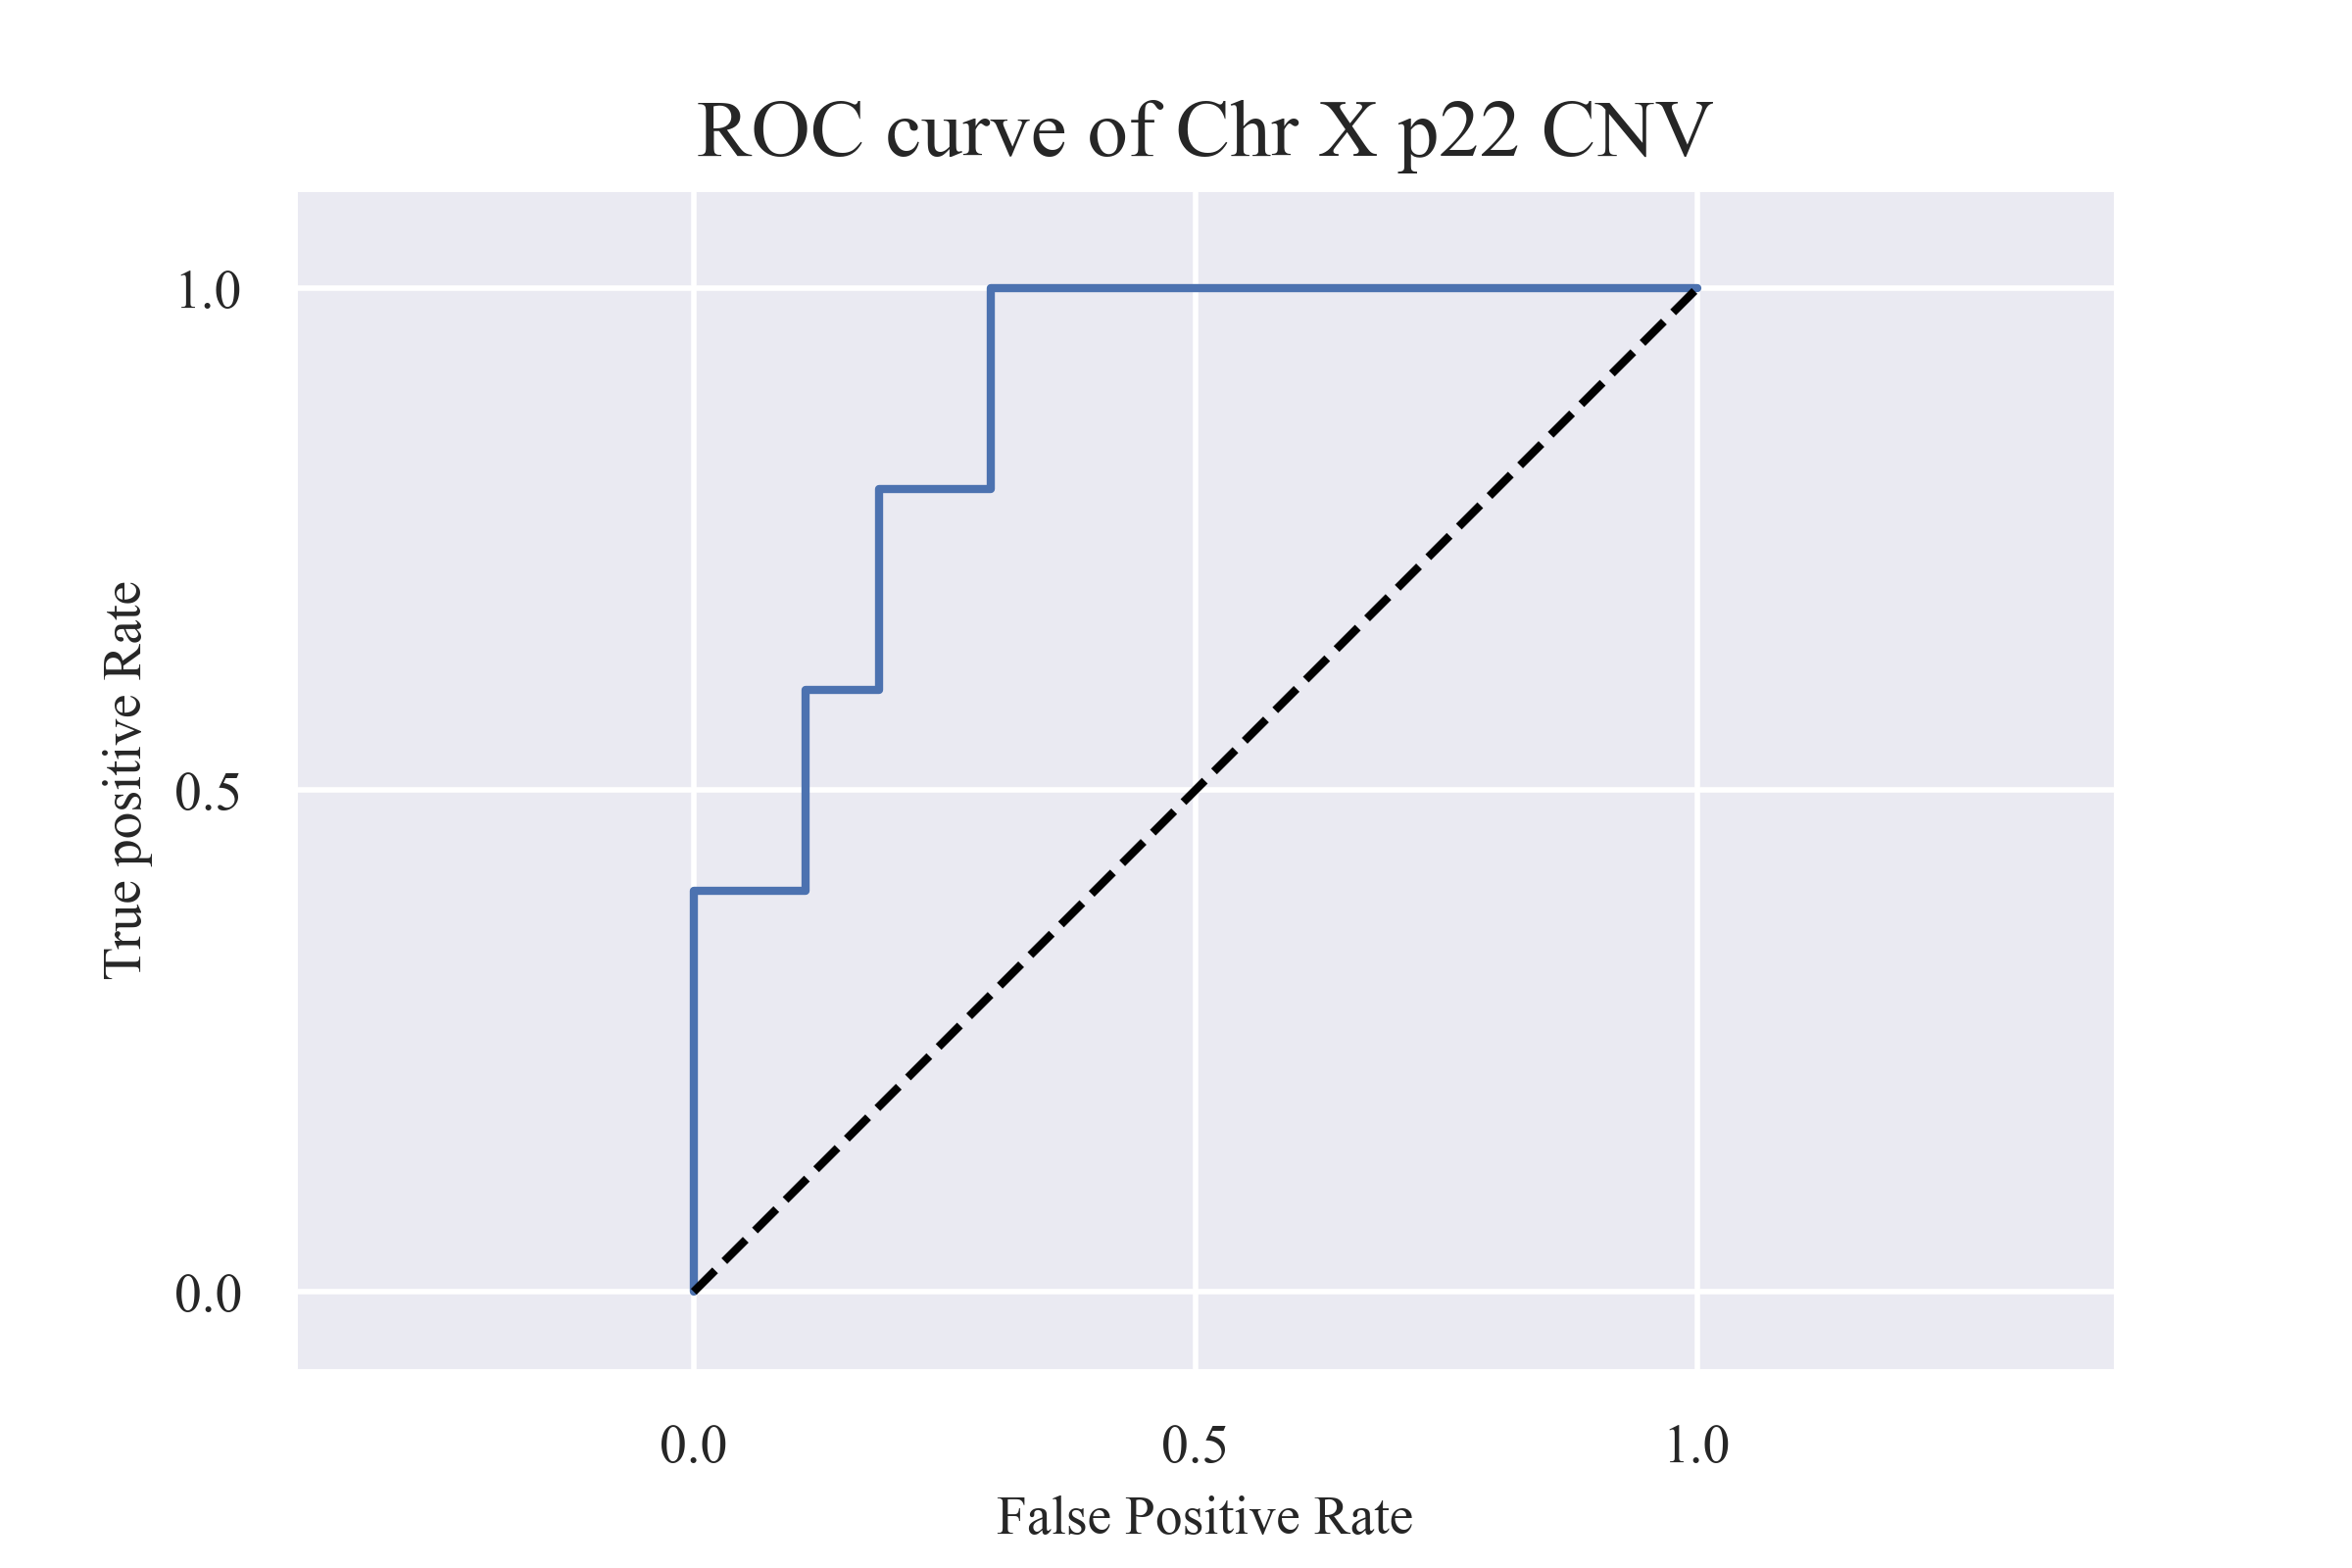 ROC curve of Chr X p22 CNV
True positive Rate
1.0
0.5
0.0
0.0 0.5 1.0
False Positive Rate